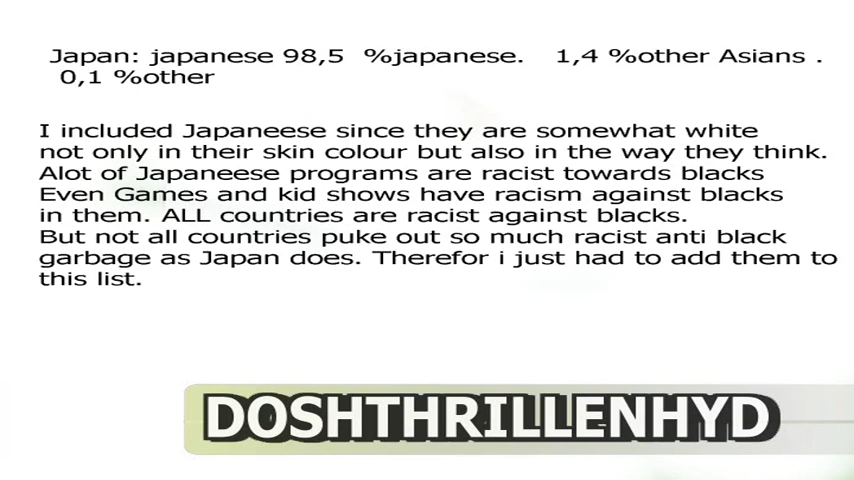 Japan: japanese 98,5 %japanese. 1,4 %other Asians .
0,1 %other
I included Japaneese since they are somewhat white
not only in their skin colour but also in the way they think.
Alot of Japaneese programs are racist towards blacks
Even Games and kid shows have racism against blacks
in them. ALL countries are racist against blacks.
But not all countries puke out so much racist anti black
garbage as Japan does. Therefor i just had to add them to
this list.
DOSHTHRILLENHYD